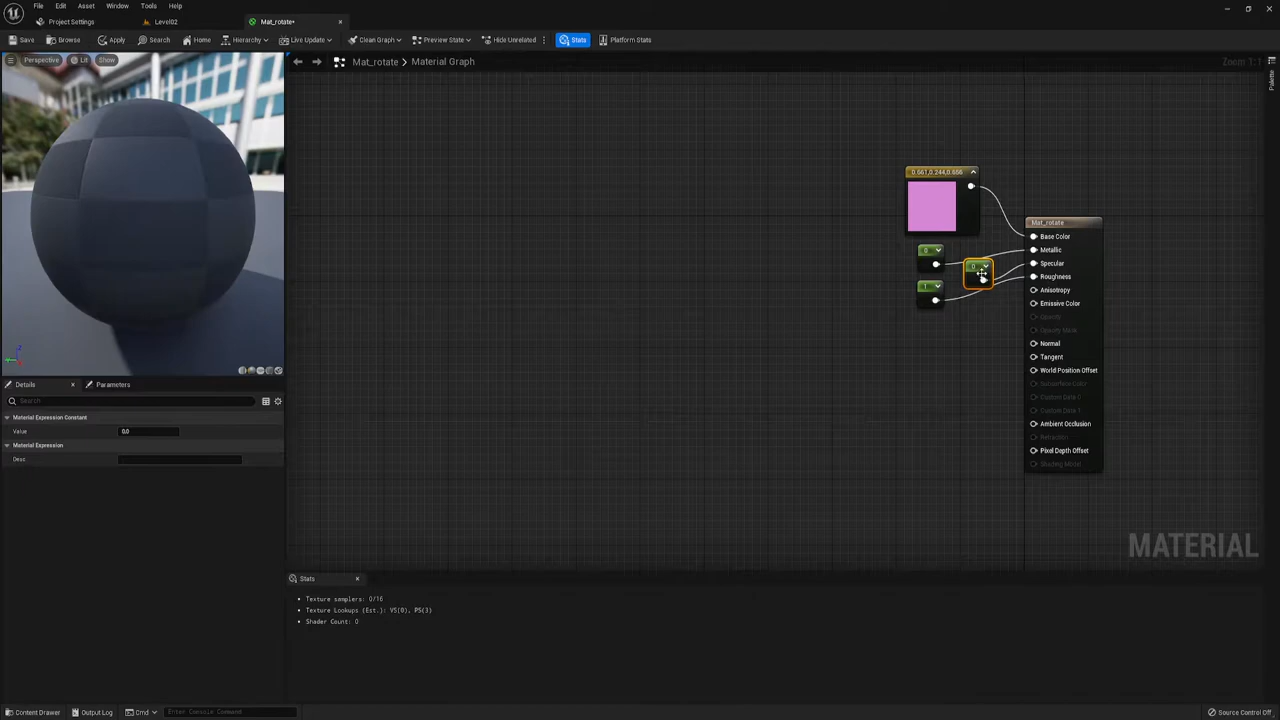 File Edit Asset Window Tools Help
Project Settings Level02 Mat_rotate•
Save Browse Apply Search Home Hierarchy Live Update Clean Graph Preview State Hide Unrelated Stats Platform Stats
Perspective Lit Show
Mat_rotate > Material Graph
Zoom 1:1
Palette
0.661,0.244,0.656
Mat_rotate
Base Color
0
Metallic
0
Specular
Roughness
1
Anisotropy
Emissive Color
Opacity
Opacity Mask
Normal
Tangent
World Position Offset
Subsurface Color
Custom Data 0
Custom Data 1
Ambient Occlusion
Refraction
Pixel Depth Offset
Shading Model
MATERIAL
Details Parameters
Search
Material Expression Constant
Value 0,0
Material Expression
Desc
Stats
• Texture samplers: 0/16
• Texture Lookups (Est.): VS(0), PS(3)
• Shader Count: 0
Content Drawer Output Log Cmd Enter Console Command Source Control Off